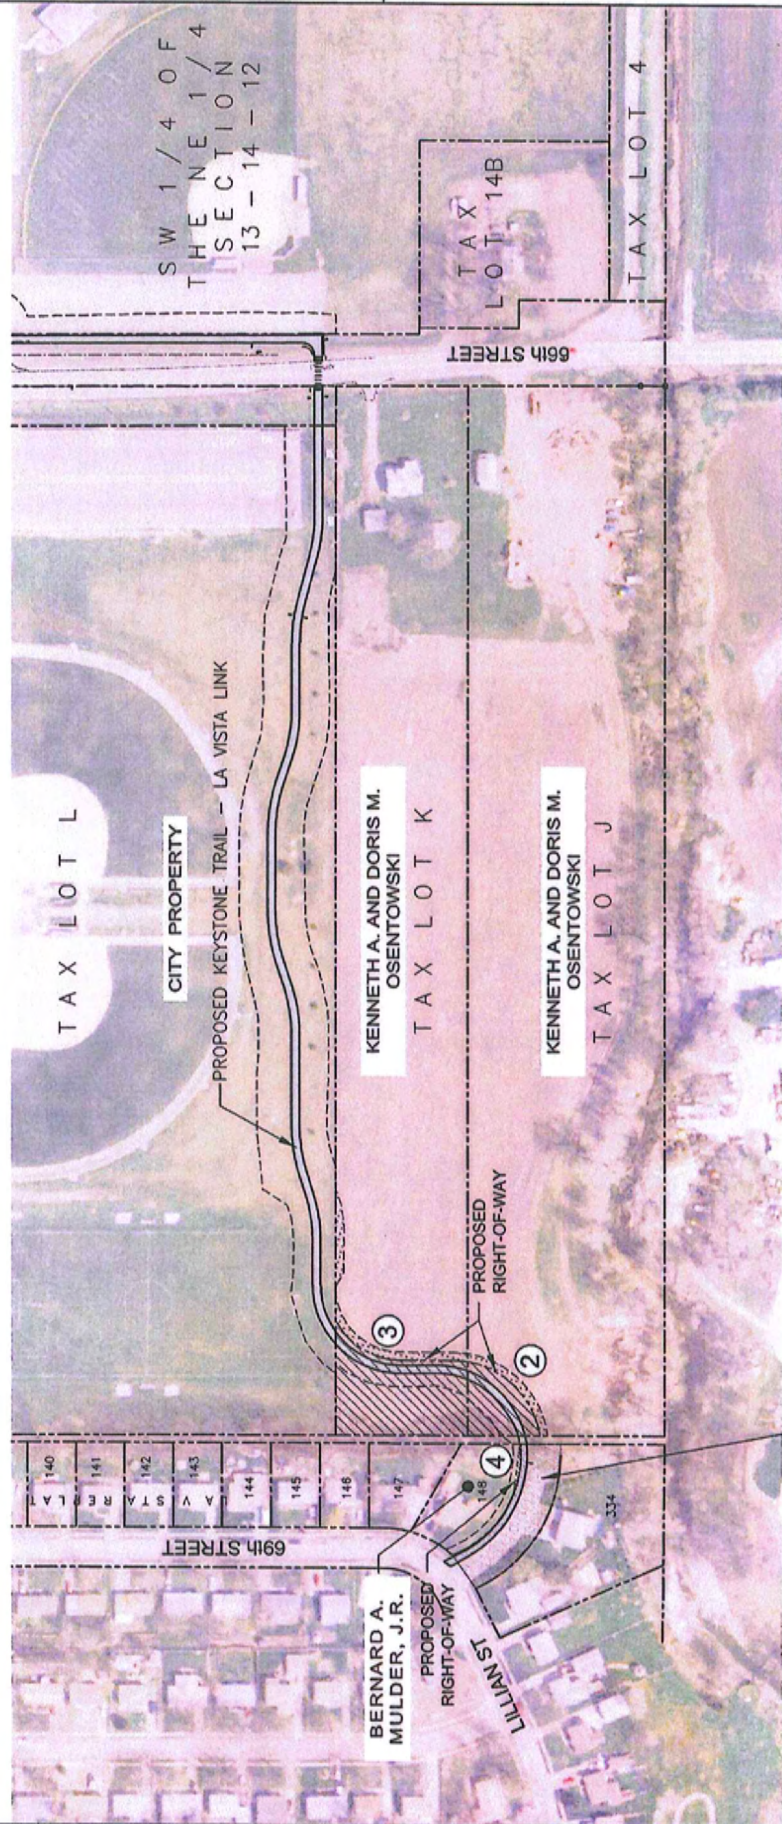 SW 1/4 OF
THE NE 1/4
SECTION
13-14-12
TAX
LOT 14B
TAX LOT 4
66th STREET
TAX LOT L
CITY PROPERTY
PROPOSED KEYSTONE TRAIL - LA VISTA LINK
KENNETH A. AND DORIS M.
OSENTOWSKI
TAX LOT K
KENNETH A. AND DORIS M.
OSENTOWSKI
TAX LOT J
PROPOSED
RIGHT-OF-WAY
3
2
4
140
141
142
143
144
145
146
147
148
334
LA VISTA REPLAT
69th STREET
BERNARD A.
MULDER, J.R.
PROPOSED
RIGHT-OF-WAY
LILLIAN ST